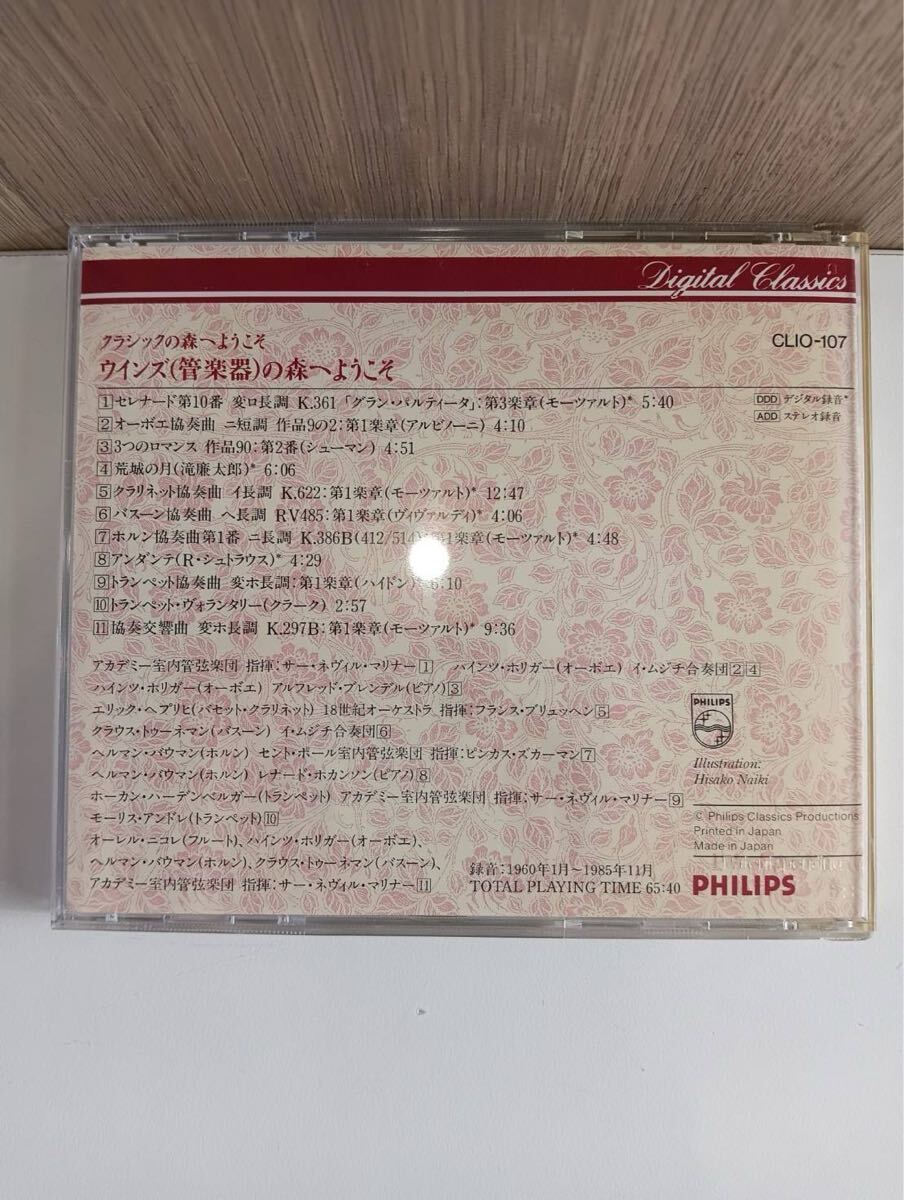 Digital Classics
クラシックの森へようこそ
CLIO-107
ウインズ(管楽器)の森へようこそ
1 セレナード第10番 変ロ長調 K.361「グラン・パルティータ」:第3楽章(モーツァルト)* 5:40
DDD デジタル録音*
2 オーボエ協奏曲 ニ短調 作品9の2:第1楽章(アルビノーニ) 4:10
ADD ステレオ録音
3 3つのロマンス 作品90:第2番(シューマン) 4:51
4 荒城の月(滝廉太郎)* 6:06
5 クラリネット協奏曲 イ長調 K.622:第1楽章(モーツァルト)* 12:47
6 バスーン協奏曲 ヘ長調 RV485:第1楽章(ヴィヴァルディ)* 4:06
7 ホルン協奏曲第1番 ニ長調 K.386B(412/514) 第1楽章(モーツァルト)* 4:48
8 アンダンテ(R・シュトラウス)* 4:29
9 トランペット協奏曲 変ホ長調:第1楽章(ハイドン) :10
10 トランペット・ヴォランタリー(クラーク) 2:57
11 協奏交響曲 変ホ長調 K.297B:第1楽章(モーツァルト)* 9:36
アカデミー室内管弦楽団 指揮:サー・ネヴィル・マリナー1 ハインツ・ホリガー(オーボエ) イ・ムジチ合奏団2 4
ハインツ・ホリガー(オーボエ) アルフレッド・ブレンデル(ピアノ)3
エリック・ヘプリヒ(バセット・クラリネット) 18世紀オーケストラ 指揮:フランス・ブリュッヘン5
クラウス・トゥーネマン(バスーン) イ・ムジチ合奏団6
ヘルマン・バウマン(ホルン) セント・ポール室内管弦楽団 指揮:ピンカス・ズカーマン7
ヘルマン・バウマン(ホルン) レナード・ホカンソン(ピアノ)8
ホーカン・ハーデンベルガー(トランペット) アカデミー室内管弦楽団 指揮:サー・ネヴィル・マリナー9
モーリス・アンドレ(トランペット)10
オーレル・ニコレ(フルート)、ハインツ・ホリガー(オーボエ)、
ヘルマン・バウマン(ホルン)、クラウス・トゥーネマン(バスーン)、
アカデミー室内管弦楽団 指揮:サー・ネヴィル・マリナー11
録音:1960年1月〜1985年11月
TOTAL PLAYING TIME 65:40
PHILIPS
Illustration:
Hisako Naiki
© Philips Classics Productions
Printed in Japan
Made in Japan
PHILIPS